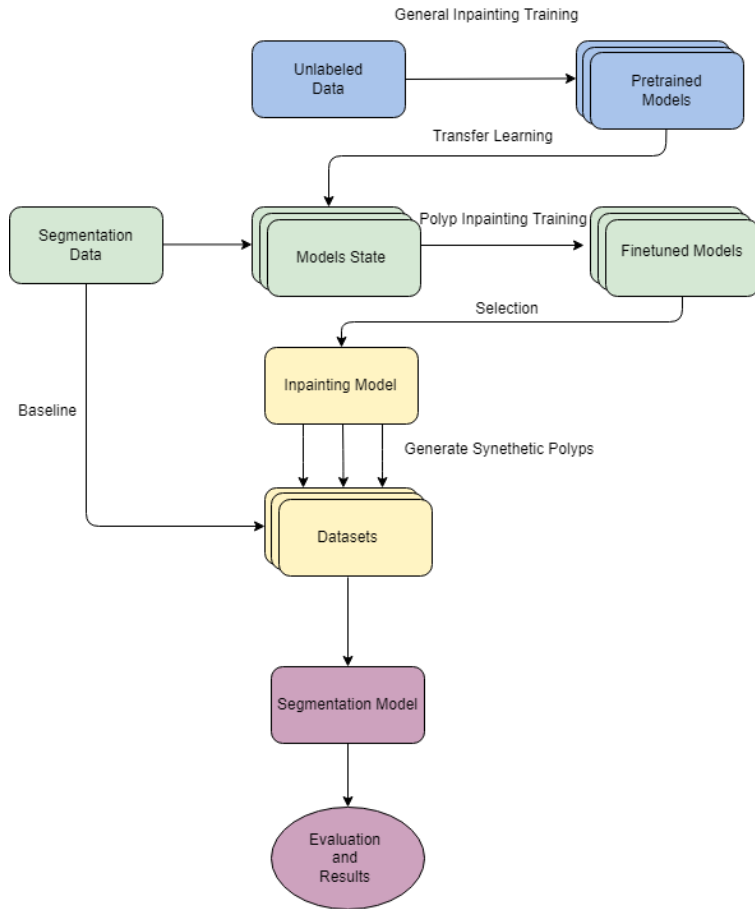 General Inpainting Training
Unlabeled
Data
Pretrained
Models
Transfer Learning
Segmentation
Data
Models State
Polyp Inpainting Training
Finetuned Models
Selection
Inpainting Model
Baseline
Generate Synethetic Polyps
Datasets
Segmentation Model
Evaluation
and
Results